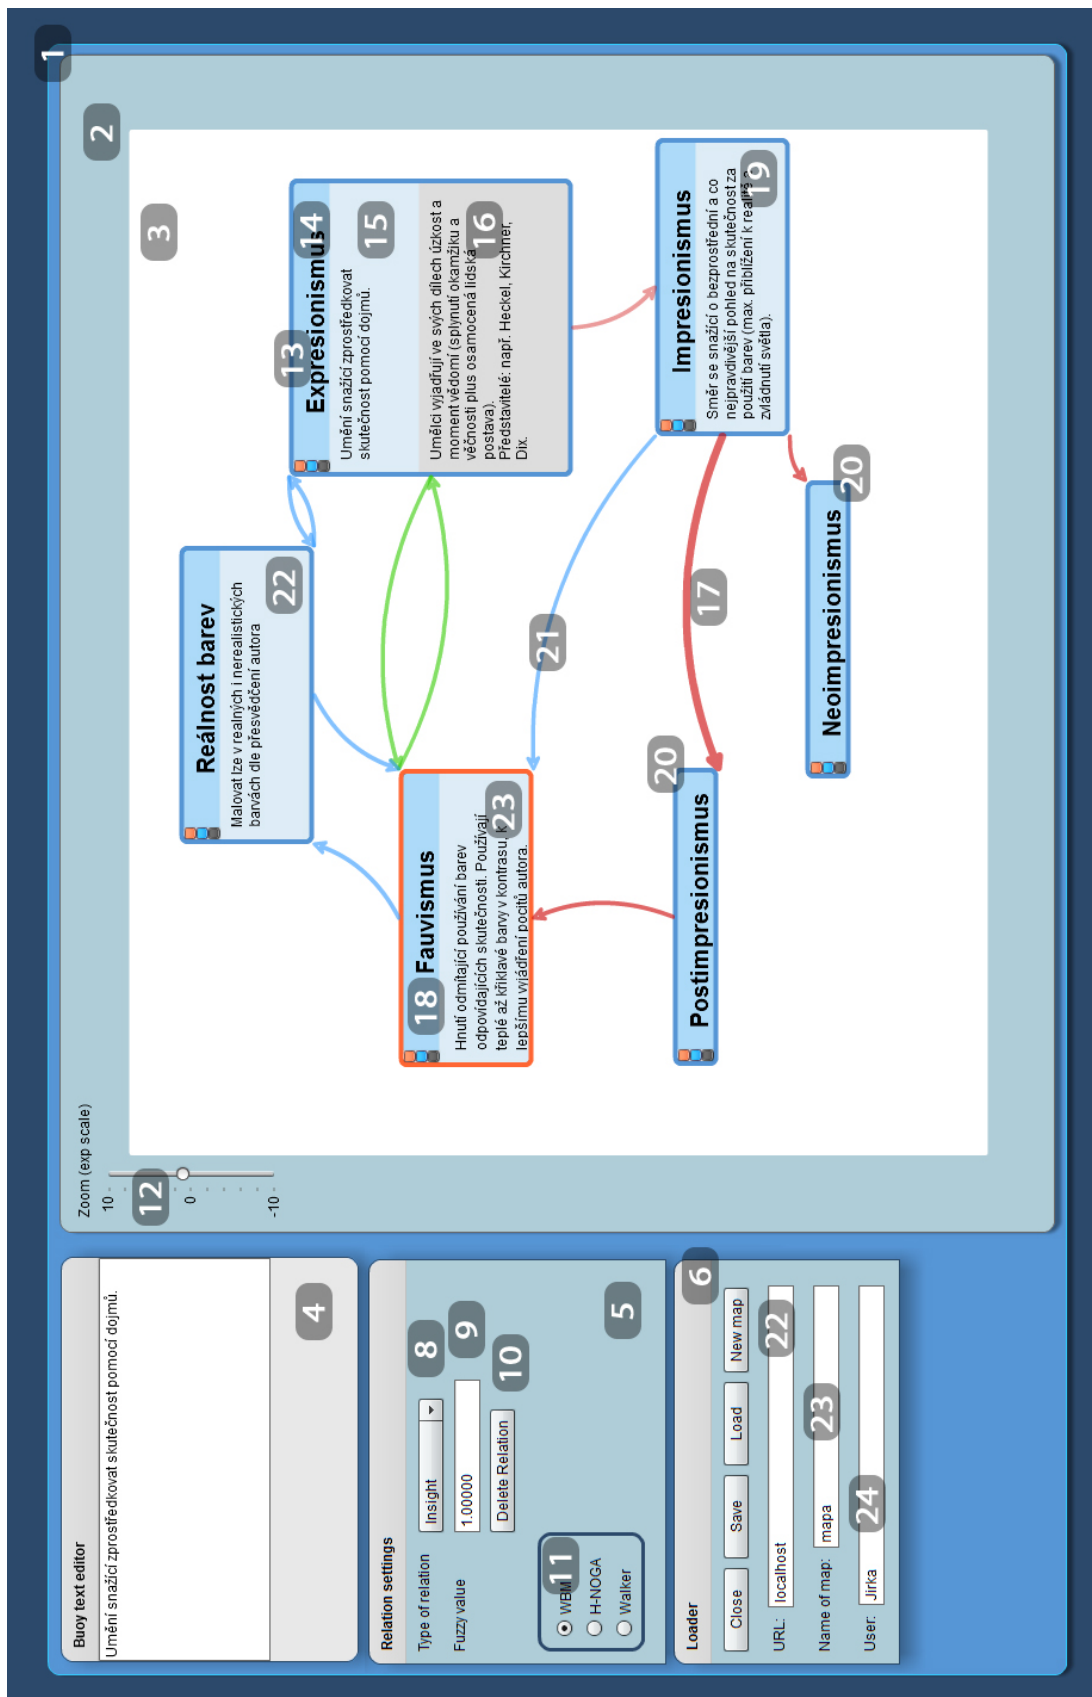 1
2
3
Buoy text editor
Umění snažící zprostředkovat skutečnost pomocí dojmů.
4
Relation settings
Type of relation
Insight
8
Fuzzy value
1.00000
9
Delete Relation
10
WBM
11
H-NOGA
Walker
5
Loader
6
Close
Save
Load
New map
URL:
localhost
22
Name of map:
mapa
23
User:
Jirka
24
Zoom (exp scale)
10
0
-10
12
Reálnost barev
Malovat lze v realných i nerealistických
barvách dle přesvědčení autora
22
13
14
Expresionismus
Umění snažící zprostředkovat
skutečnost pomocí dojmů.
15
Umělci vyjadřují ve svých dílech úzkost a
moment vědomí (splynutí okamžiku a
věčnosti plus osamocená lidská
postava).
Představitelé: např. Heckel, Kirchner,
Dix.
16
18
Fauvismus
Hnutí odmítající používání barev
odpovídajících skutečnosti. Používají
teplé až křiklavé barvy v kontrasu, k
lepšímu vyjádření pocitů autora.
23
21
17
Impresionismus
Směr se snažící o bezprostřední a co
nejpravdivější pohled na skutečnost za
použití barev (max. přiblížení k realitě a
zvládnutí světla).
19
20
Postimpresionismus
20
Neoimpresionismus